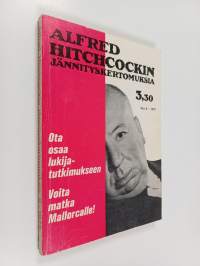 ALFRED
HITCHCOCKIN
JÄNNITYSKERTOMUKSIA
3,30
Ota
osaa
lukija-
tutkimukseen
Voita
matka
Mallorcalle!